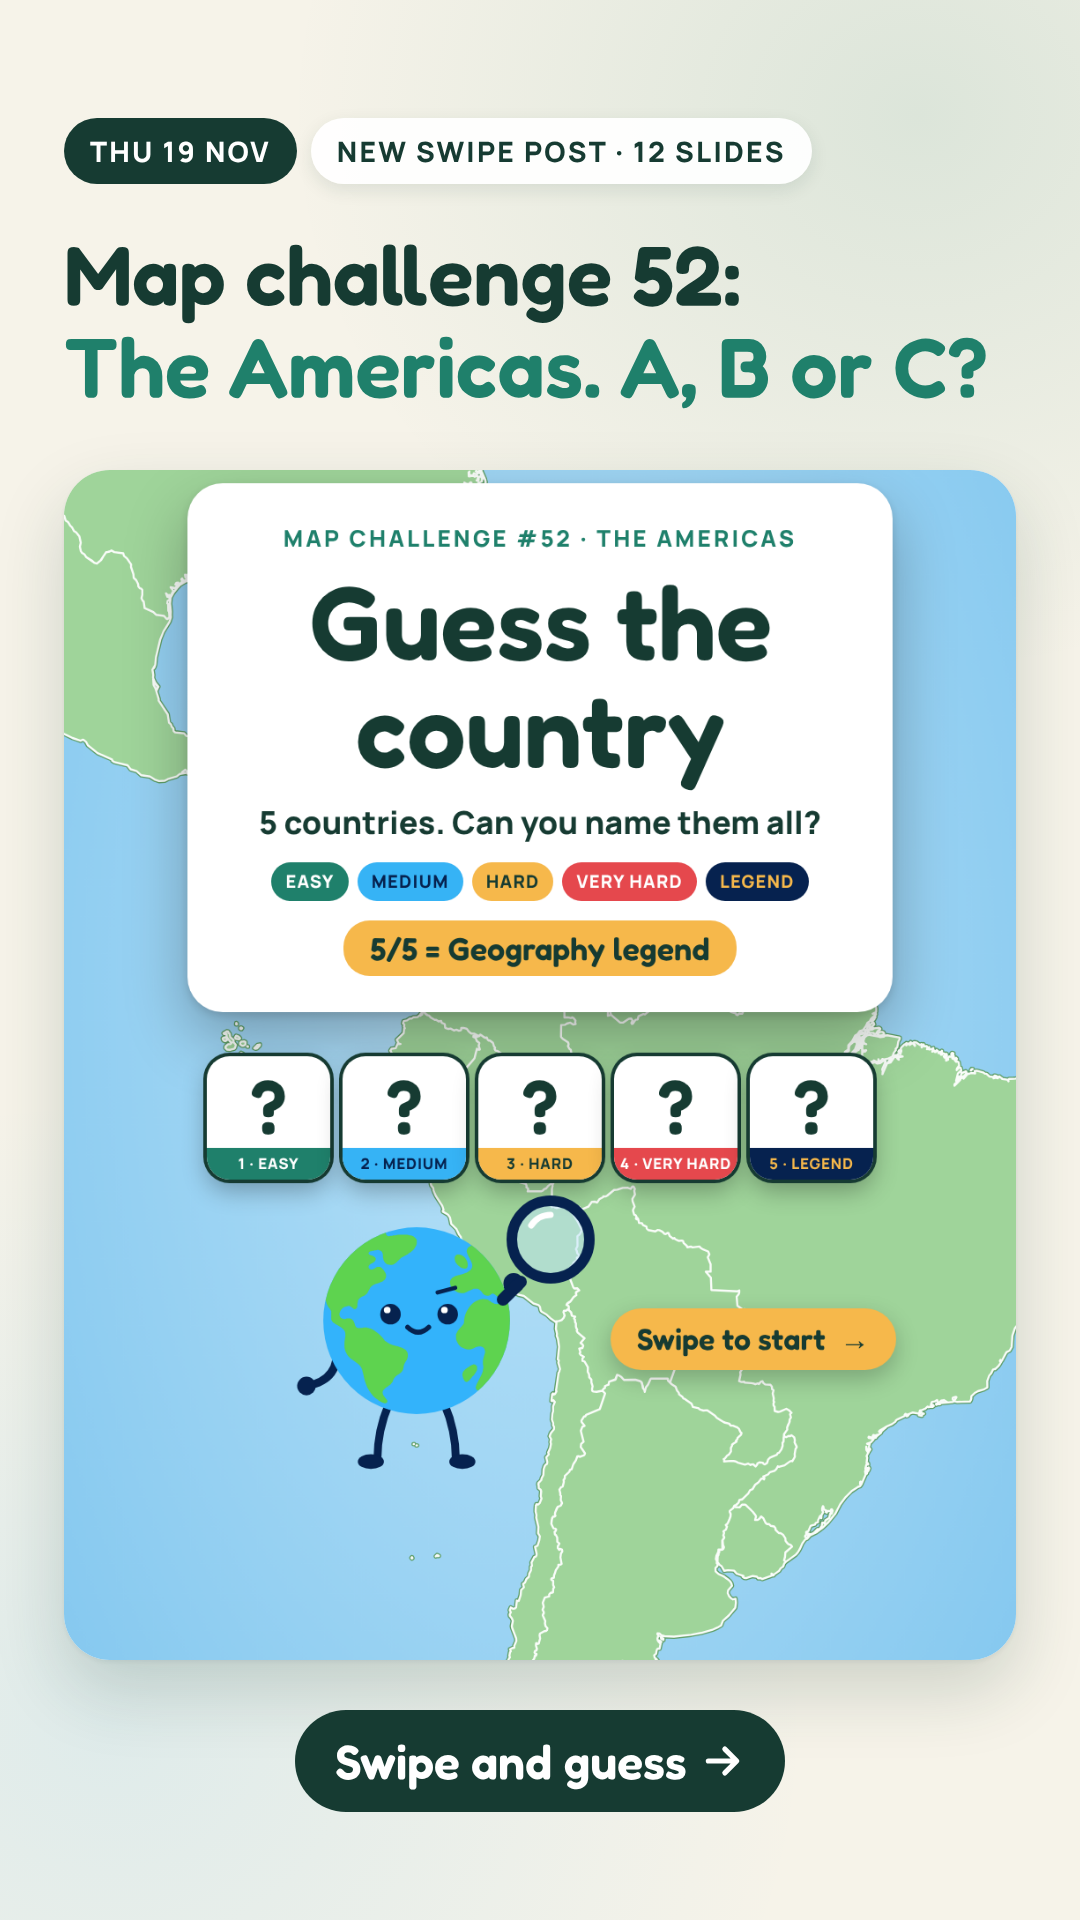 THU 19 NOV
NEW SWIPE POST · 12 SLIDES
Map challenge 52:
The Americas. A, B or C?
MAP CHALLENGE #52 · THE AMERICAS
Guess the
country
5 countries. Can you name them all?
EASY
MEDIUM
HARD
VERY HARD
LEGEND
5/5 = Geography legend
?
?
?
?
?
1 · EASY
2 · MEDIUM
3 · HARD
4 · VERY HARD
5 · LEGEND
Swipe to start →
Swipe and guess →